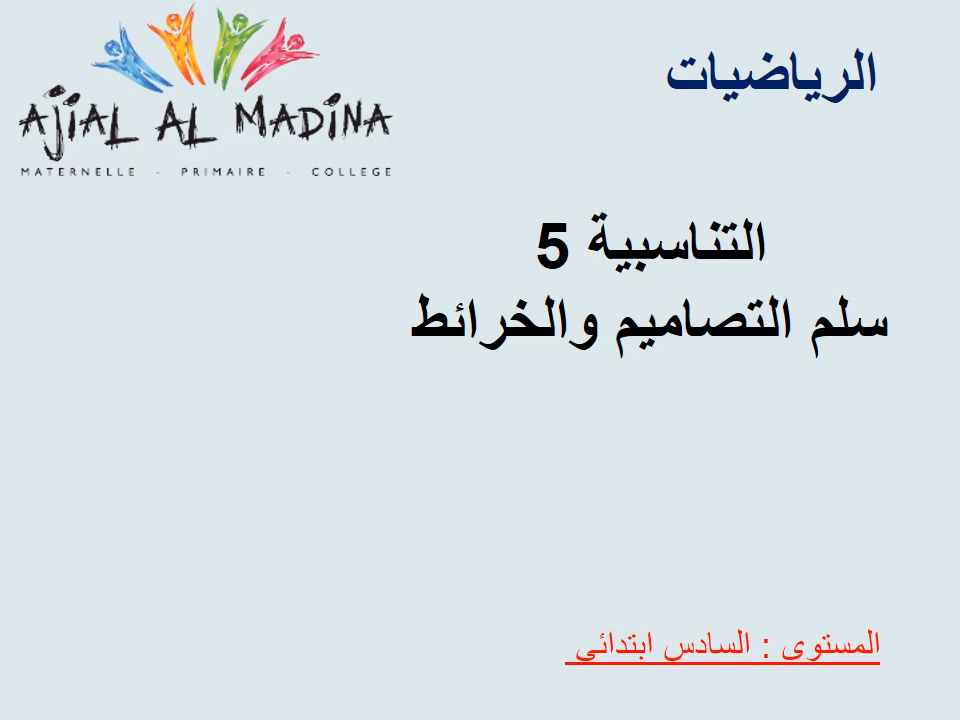 AJIAL AL MADINA
MATERNELLE - PRIMAIRE - COLLEGE
الرياضيات
التناسبية 5
سلم التصاميم والخرائط
المستوى : السادس ابتدائي